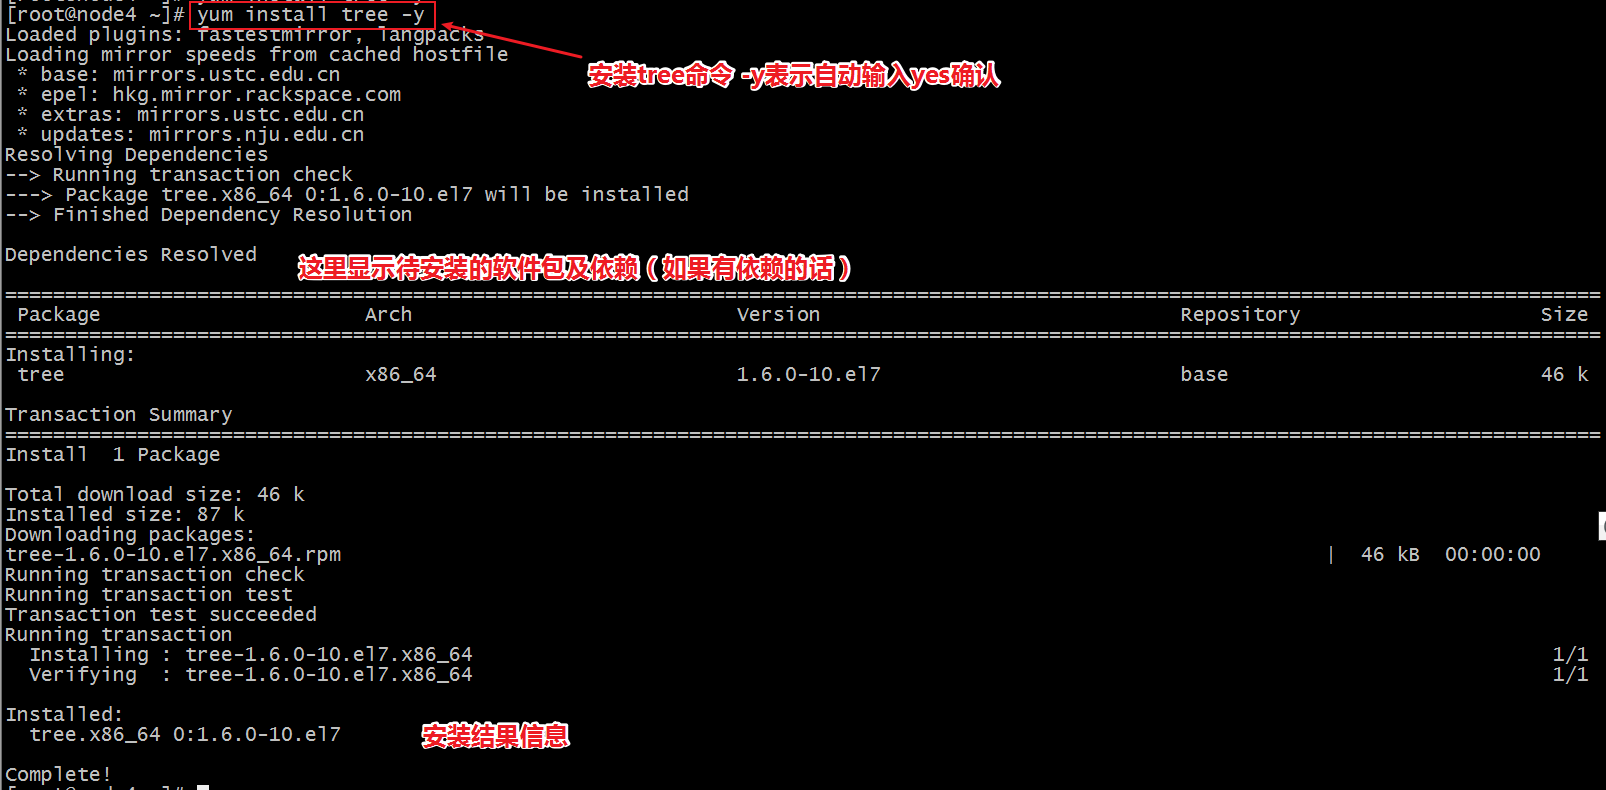 [root@node4 ~]# yum install tree -y
Loaded plugins: fastestmirror, langpacks
Loading mirror speeds from cached hostfile
安装tree命令 -y表示自动输入yes确认
* base: mirrors.ustc.edu.cn
* epel: hkg.mirror.rackspace.com
* extras: mirrors.ustc.edu.cn
* updates: mirrors.nju.edu.cn
Resolving Dependencies
--> Running transaction check
---> Package tree.x86_64 0:1.6.0-10.el7 will be installed
--> Finished Dependency Resolution
Dependencies Resolved
这里显示待安装的软件包及依赖（如果有依赖的话）
================================================================================
Package Arch Version Repository Size
================================================================================
Installing:
tree x86_64 1.6.0-10.el7 base 46 k
Transaction Summary
================================================================================
Install 1 Package
Total download size: 46 k
Installed size: 87 k
Downloading packages:
tree-1.6.0-10.el7.x86_64.rpm | 46 kB 00:00:00
Running transaction check
Running transaction test
Transaction test succeeded
Running transaction
Installing : tree-1.6.0-10.el7.x86_64 1/1
Verifying : tree-1.6.0-10.el7.x86_64 1/1
Installed:
tree.x86_64 0:1.6.0-10.el7
安装结果信息
Complete!